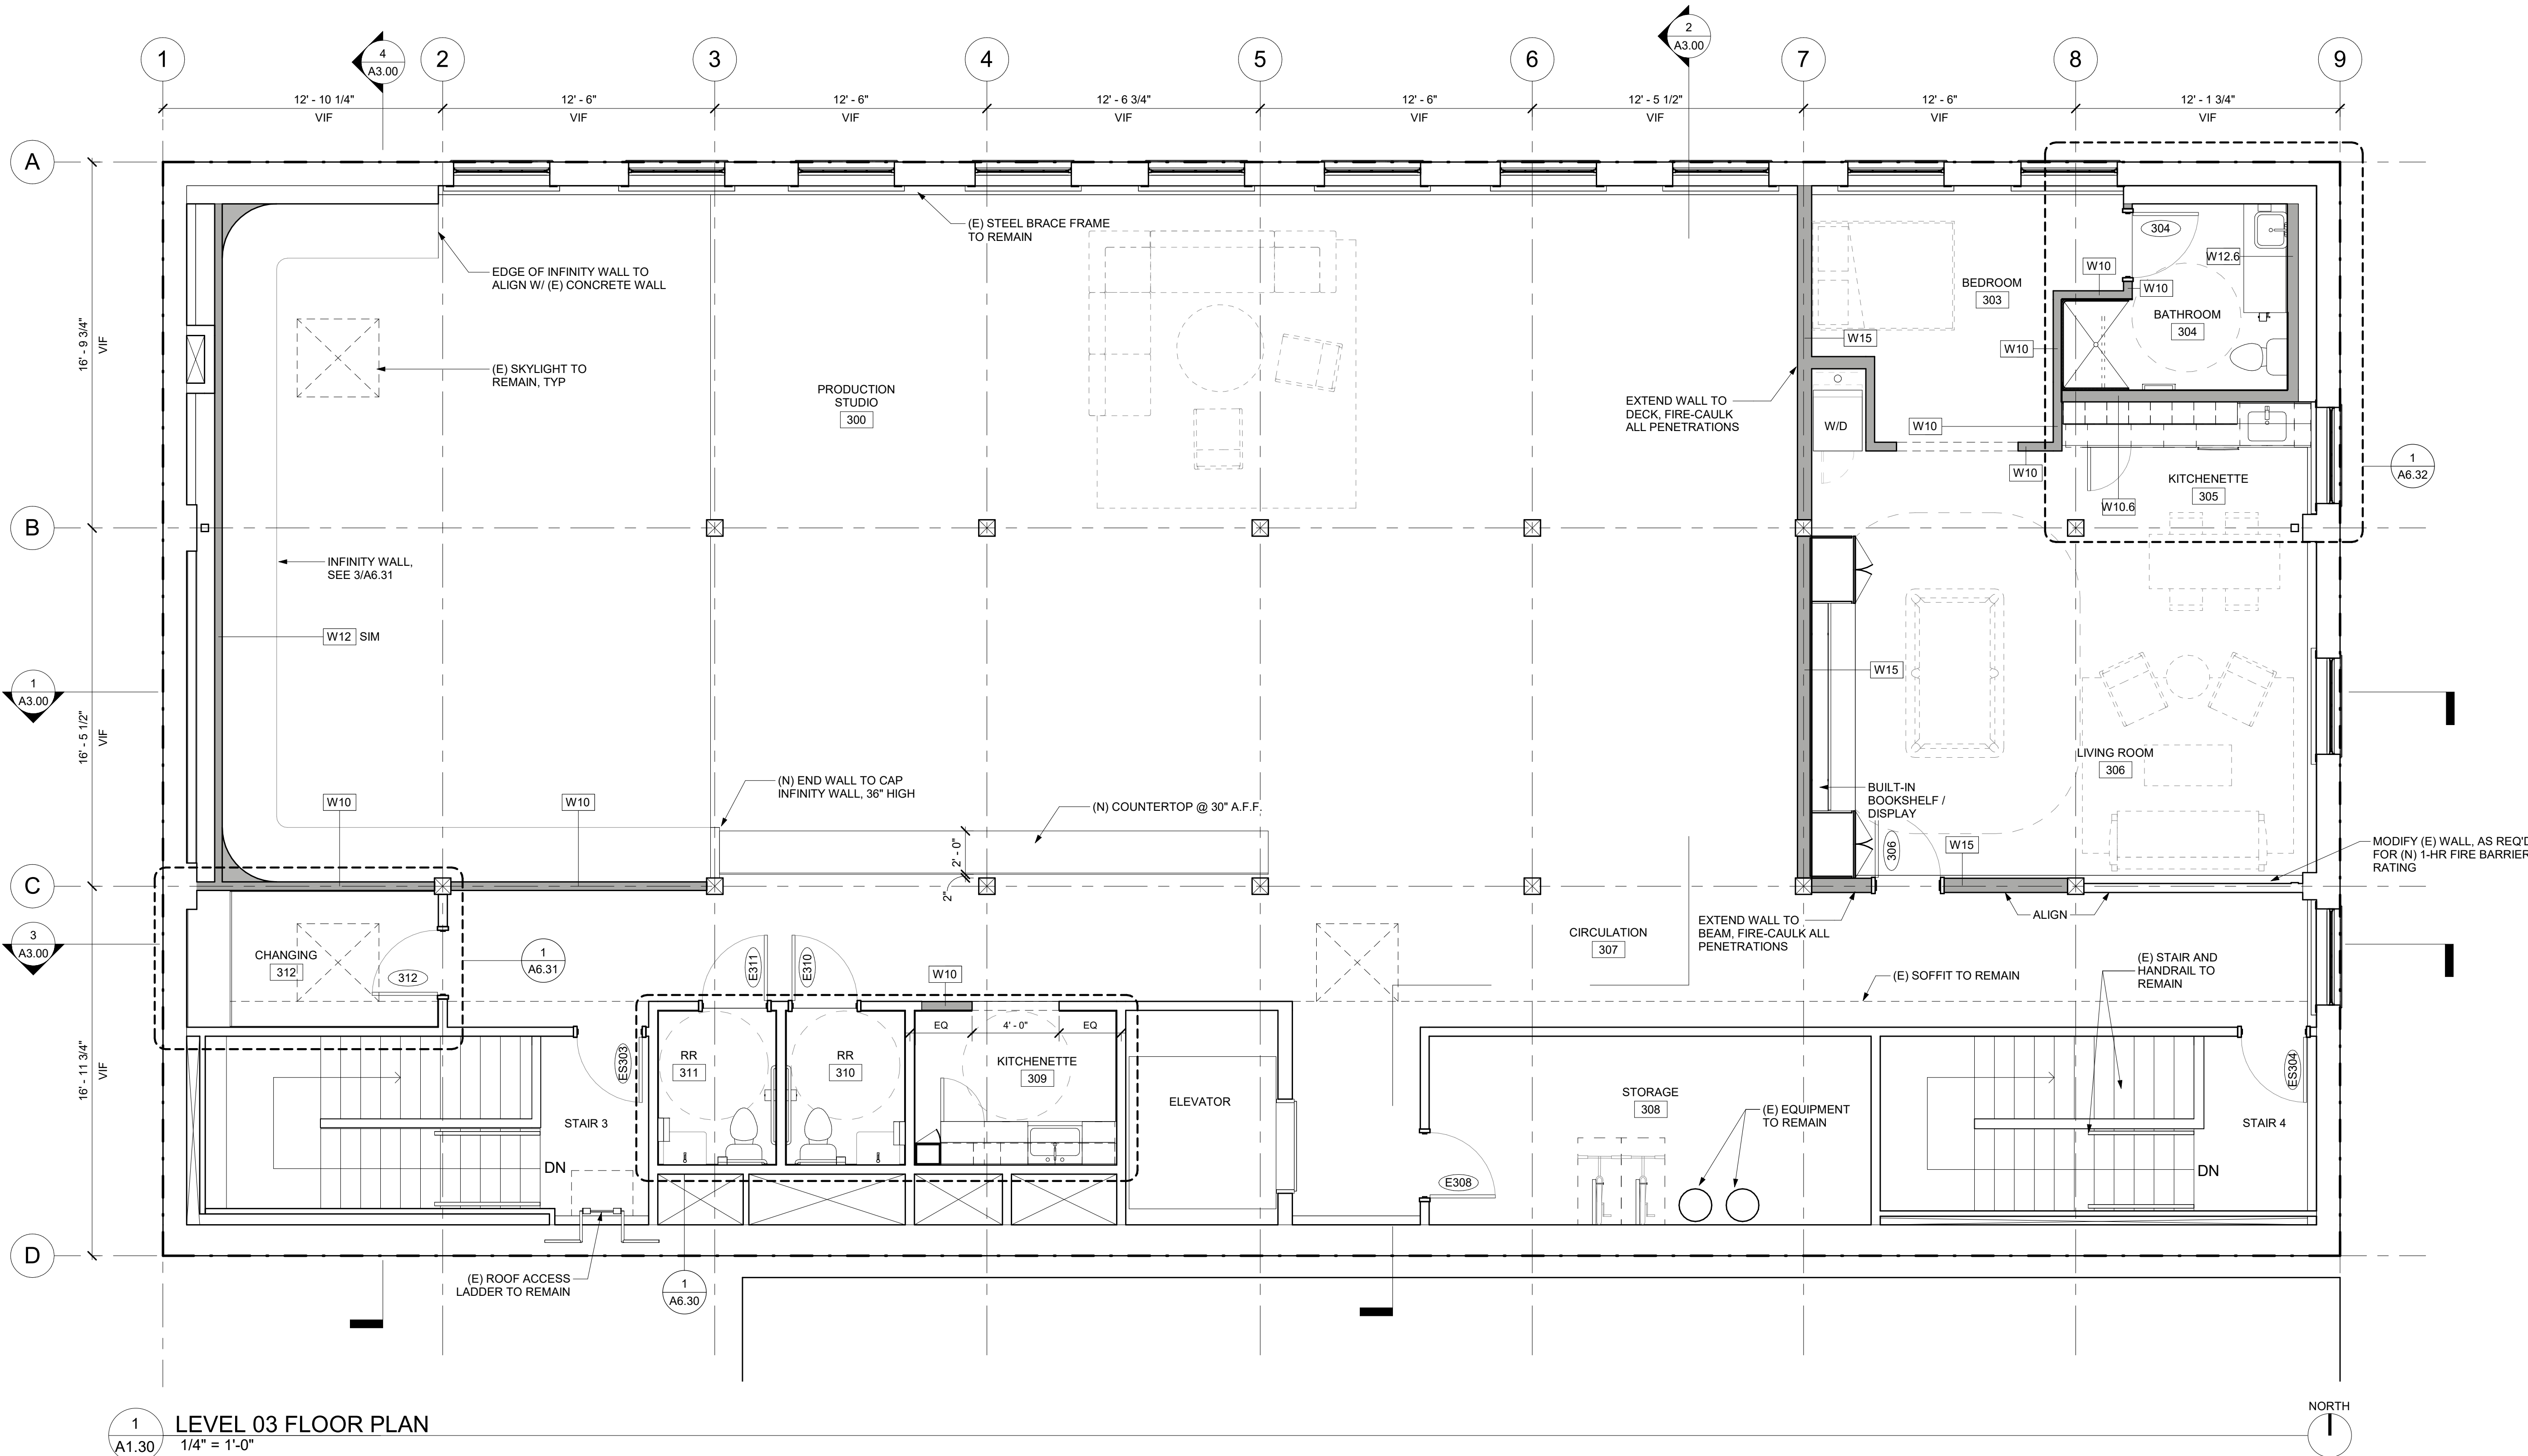 4
A3.00
2
A3.00
1
2
3
4
5
6
7
8
9
12' - 10 1/4"
VIF
12' - 6"
VIF
12' - 6"
VIF
12' - 6 3/4"
VIF
12' - 6"
VIF
12' - 5 1/2"
VIF
12' - 6"
VIF
12' - 1 3/4"
VIF
A
B
C
D
16' - 9 3/4"
VIF
16' - 5 1/2"
VIF
16' - 11 3/4"
VIF
(E) STEEL BRACE FRAME
TO REMAIN
EDGE OF INFINITY WALL TO
ALIGN W/ (E) CONCRETE WALL
(E) SKYLIGHT TO
REMAIN, TYP
PRODUCTION
STUDIO
300
304
W12.6
W10
W10
BEDROOM
303
BATHROOM
304
W15
W10
EXTEND WALL TO
DECK, FIRE-CAULK
ALL PENETRATIONS
W/D
W10
W10
KITCHENETTE
305
W10.6
1
A6.32
INFINITY WALL,
SEE 3/A6.31
W12 SIM
1
A3.00
W15
LIVING ROOM
306
(N) END WALL TO CAP
INFINITY WALL, 36" HIGH
(N) COUNTERTOP @ 30" A.F.F.
W10
W10
2' - 0"
2"
BUILT-IN
BOOKSHELF /
DISPLAY
306
W15
MODIFY (E) WALL, AS REQ'D
FOR (N) 1-HR FIRE BARRIER
RATING
ALIGN
EXTEND WALL TO
BEAM, FIRE-CAULK ALL
PENETRATIONS
3
A3.00
CHANGING
312
312
1
A6.31
E311
E310
W10
CIRCULATION
307
(E) SOFFIT TO REMAIN
(E) STAIR AND
HANDRAIL TO
REMAIN
EQ
4' - 0"
EQ
ES303
RR
311
RR
310
KITCHENETTE
309
ELEVATOR
STORAGE
308
(E) EQUIPMENT
TO REMAIN
ES304
STAIR 3
STAIR 4
DN
DN
E308
(E) ROOF ACCESS
LADDER TO REMAIN
1
A6.30
1
A1.30
LEVEL 03 FLOOR PLAN
1/4" = 1'-0"
NORTH